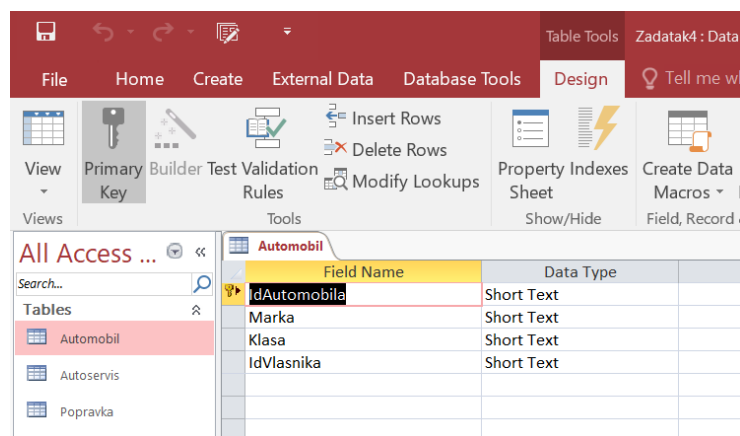 Table Tools
Zadatak4 : Data
File Home Create External Data Database Tools Design Tell me w
View
Primary Key
Builder
Test Validation Rules
Insert Rows
Delete Rows
Modify Lookups
Property Sheet
Indexes
Create Data Macros
Views
Tools
Show/Hide
Field, Record
All Access ...
Search...
Tables
Automobil
Autoservis
Popravka
Automobil
Field Name Data Type
IdAutomobila Short Text
Marka Short Text
Klasa Short Text
IdVlasnika Short Text